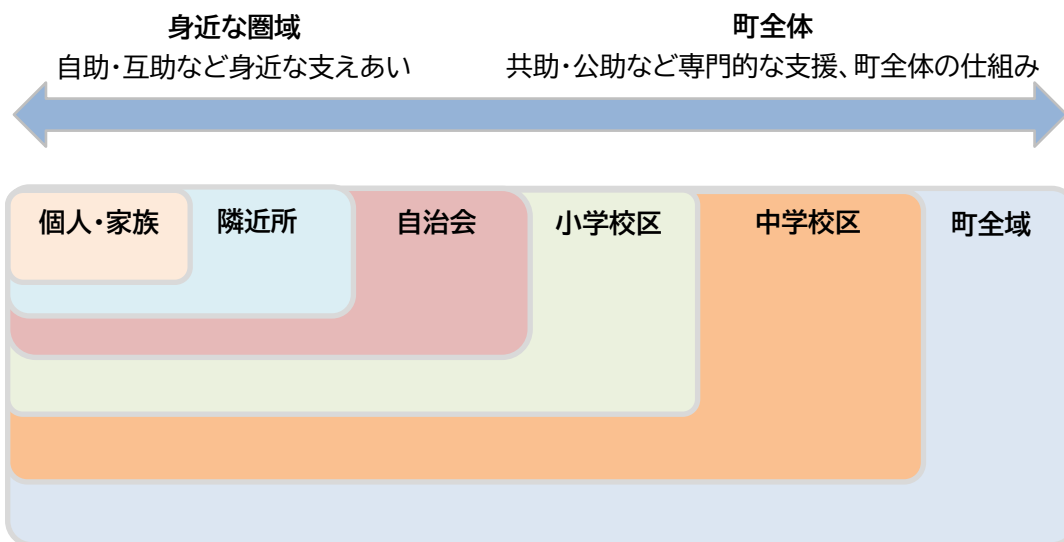 身近な圏域
町全体
自助・互助など身近な支えあい
共助・公助など専門的な支援、町全体の仕組み
個人・家族
隣近所
自治会
小学校区
中学校区
町全域